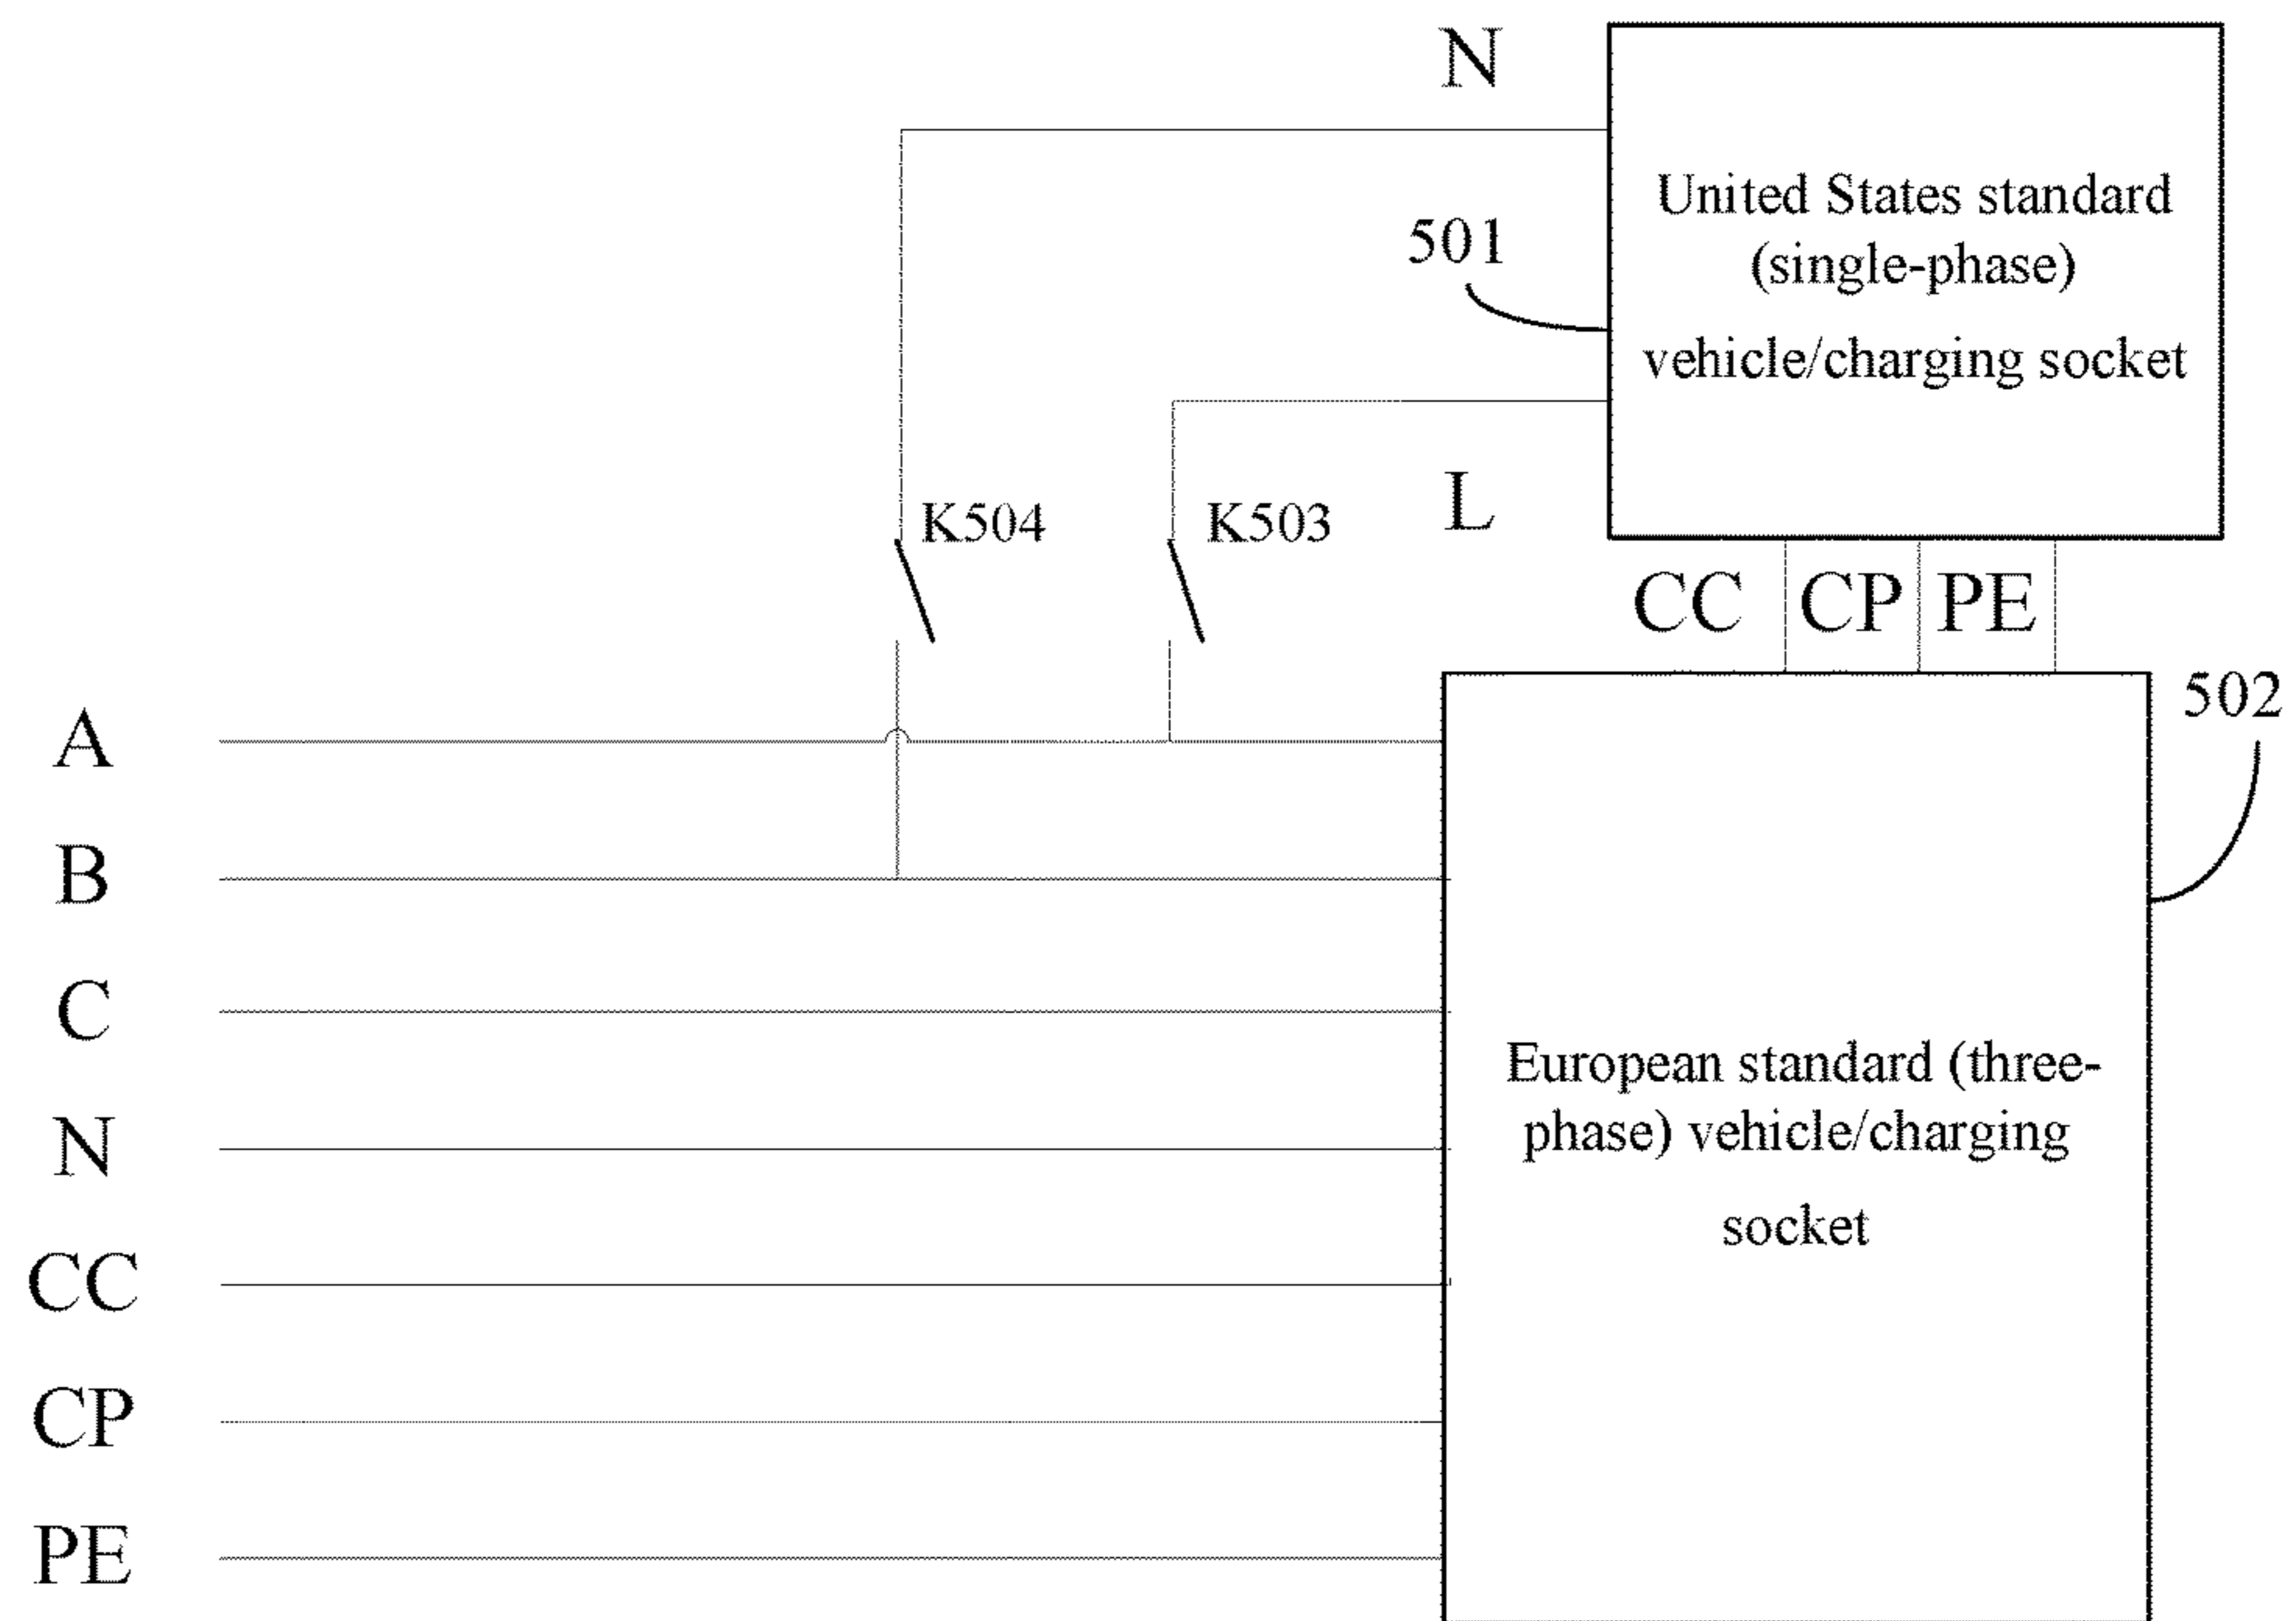 N
United States standard
(single-phase)
vehicle/charging socket
501
L
K504
K503
CC CP PE
502
A
B
C
N
CC
CP
PE
European standard (three-
phase) vehicle/charging
socket